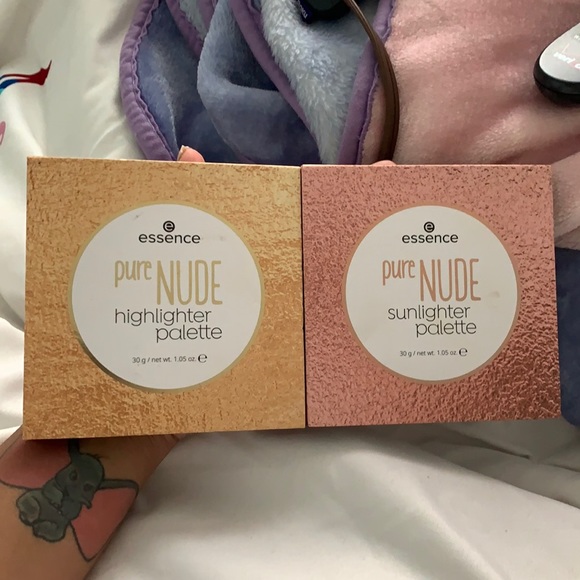 essence
pure NUDE
highlighter
palette
30 g / net wt. 1.05 oz. ℮
essence
pure NUDE
sunlighter
palette
30 g / net wt. 1.05 oz. ℮